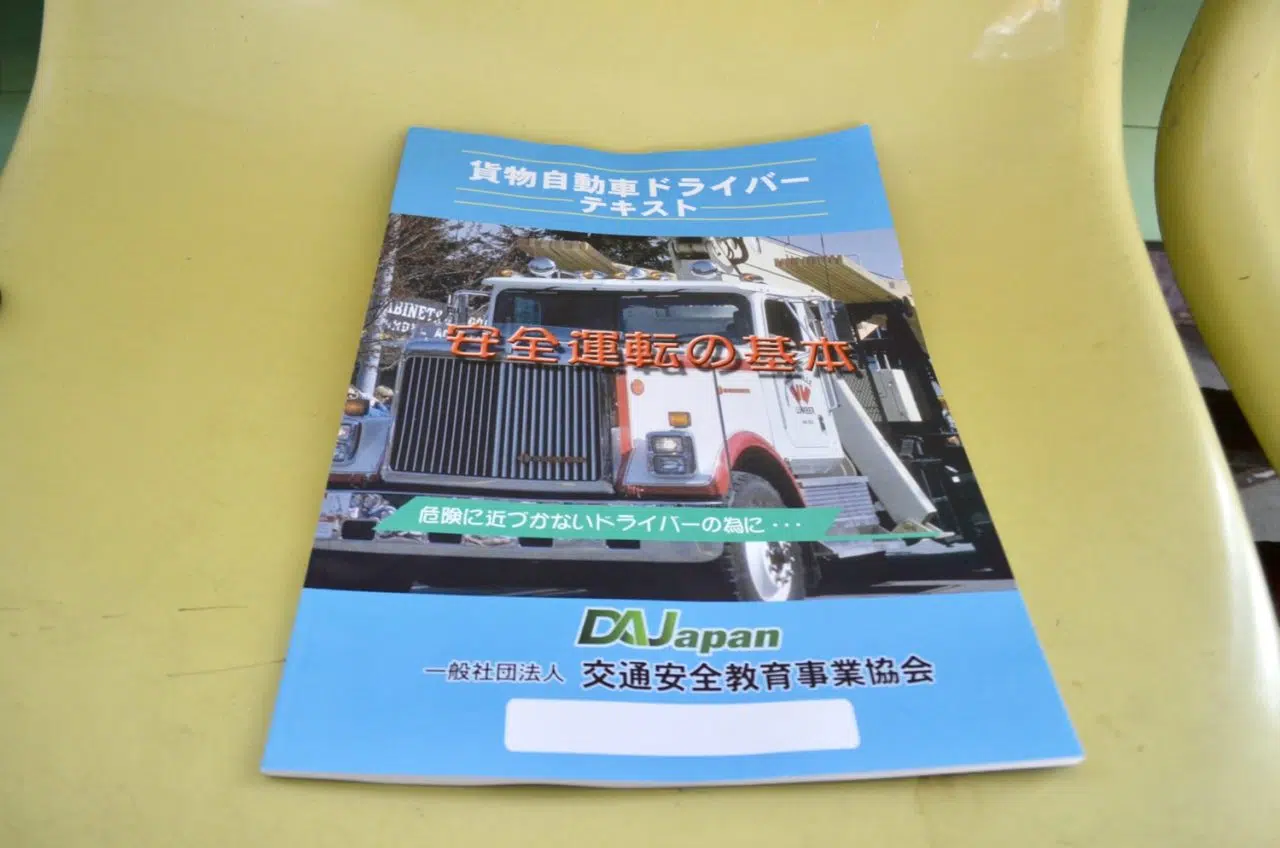 貨物自動車ドライバー
テキスト
安全運転の基本
危険に近づかないドライバーの為に・・・
DAJapan
一般社団法人 交通安全教育事業協会